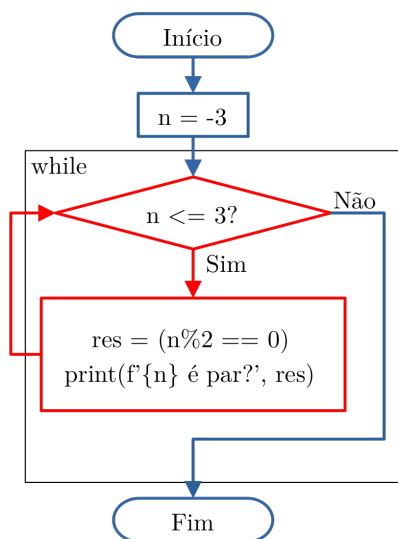 Início
n = -3
while
n <= 3?
Não
Sim
res = (n%2 == 0)
print(f'{n} é par?', res)
Fim